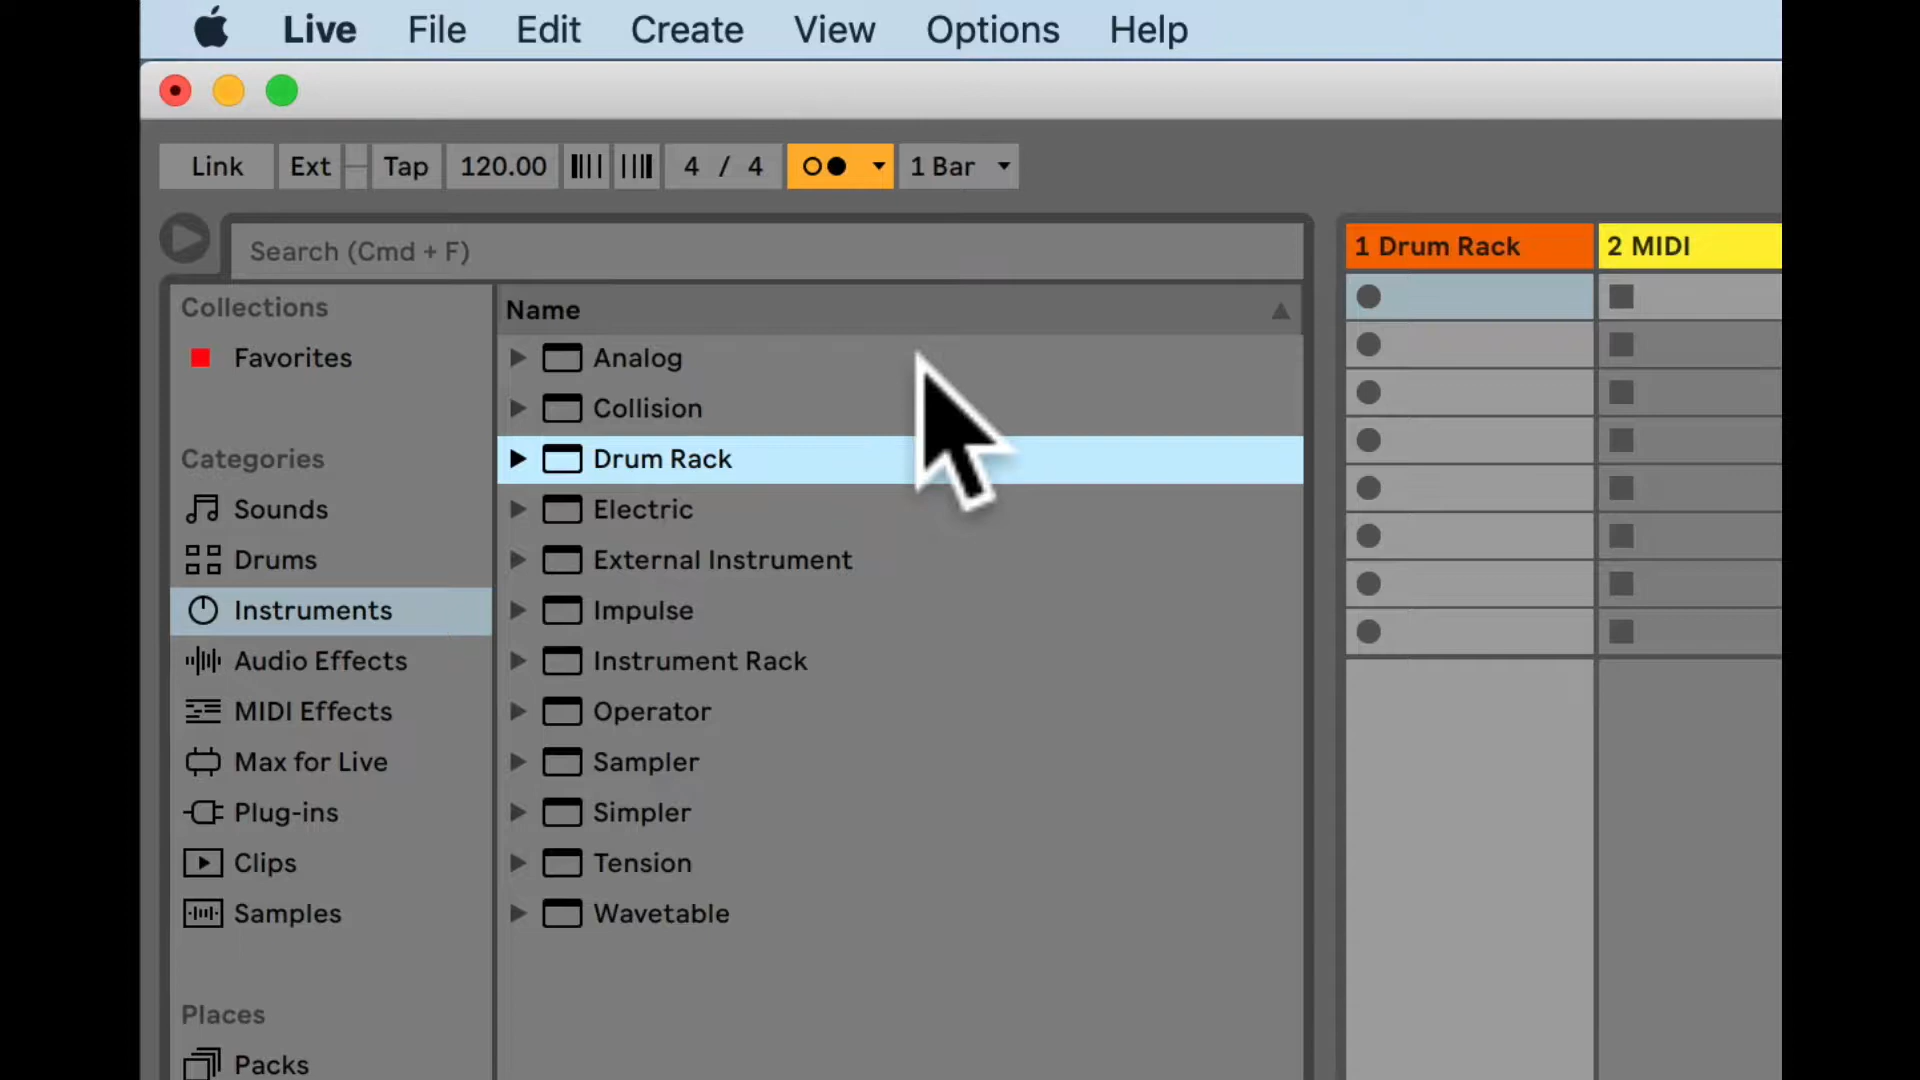 Live File Edit Create View Options Help
Link Ext Tap 120.00 4 / 4 1 Bar
Search (Cmd + F)
1 Drum Rack
2 MIDI
Collections
Favorites
Categories
Sounds
Drums
Instruments
Audio Effects
MIDI Effects
Max for Live
Plug-ins
Clips
Samples
Places
Packs
Name
Analog
Collision
Drum Rack
Electric
External Instrument
Impulse
Instrument Rack
Operator
Sampler
Simpler
Tension
Wavetable